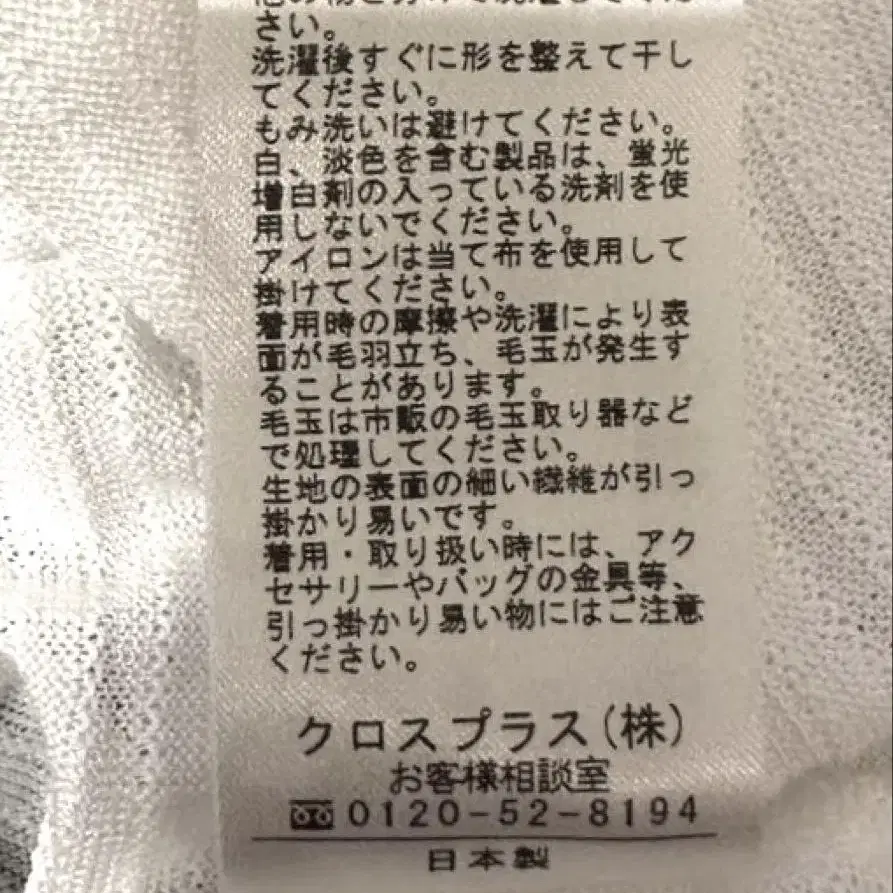 さい。
洗濯後すぐに形を整えて干し
てください。
もみ洗いは避けてください。
白、淡色を含む製品は、蛍光
増白剤の入っている洗剤を使
用しないでください。
アイロンは当て布を使用して
掛けてください。
着用時の摩擦や洗濯により表
面が毛羽立ち、毛玉が発生す
ることがあります。
毛玉は市販の毛玉取り器など
で処理してください。
生地の表面の細い繊維が引っ
掛かり易いです。
着用・取り扱い時には、アク
セサリーやバッグの金具等、
引っ掛かり易い物にはご注意
ください。
クロスプラス(株)
お客様相談室
0120-52-8194
日本製